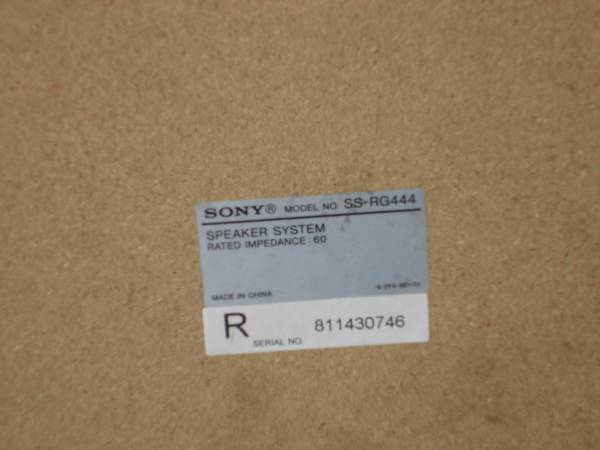 SONY® MODEL NO. SS-RG444
SPEAKER SYSTEM
RATED IMPEDANCE: 6Ω
MADE IN CHINA
R SERIAL NO. 811430746